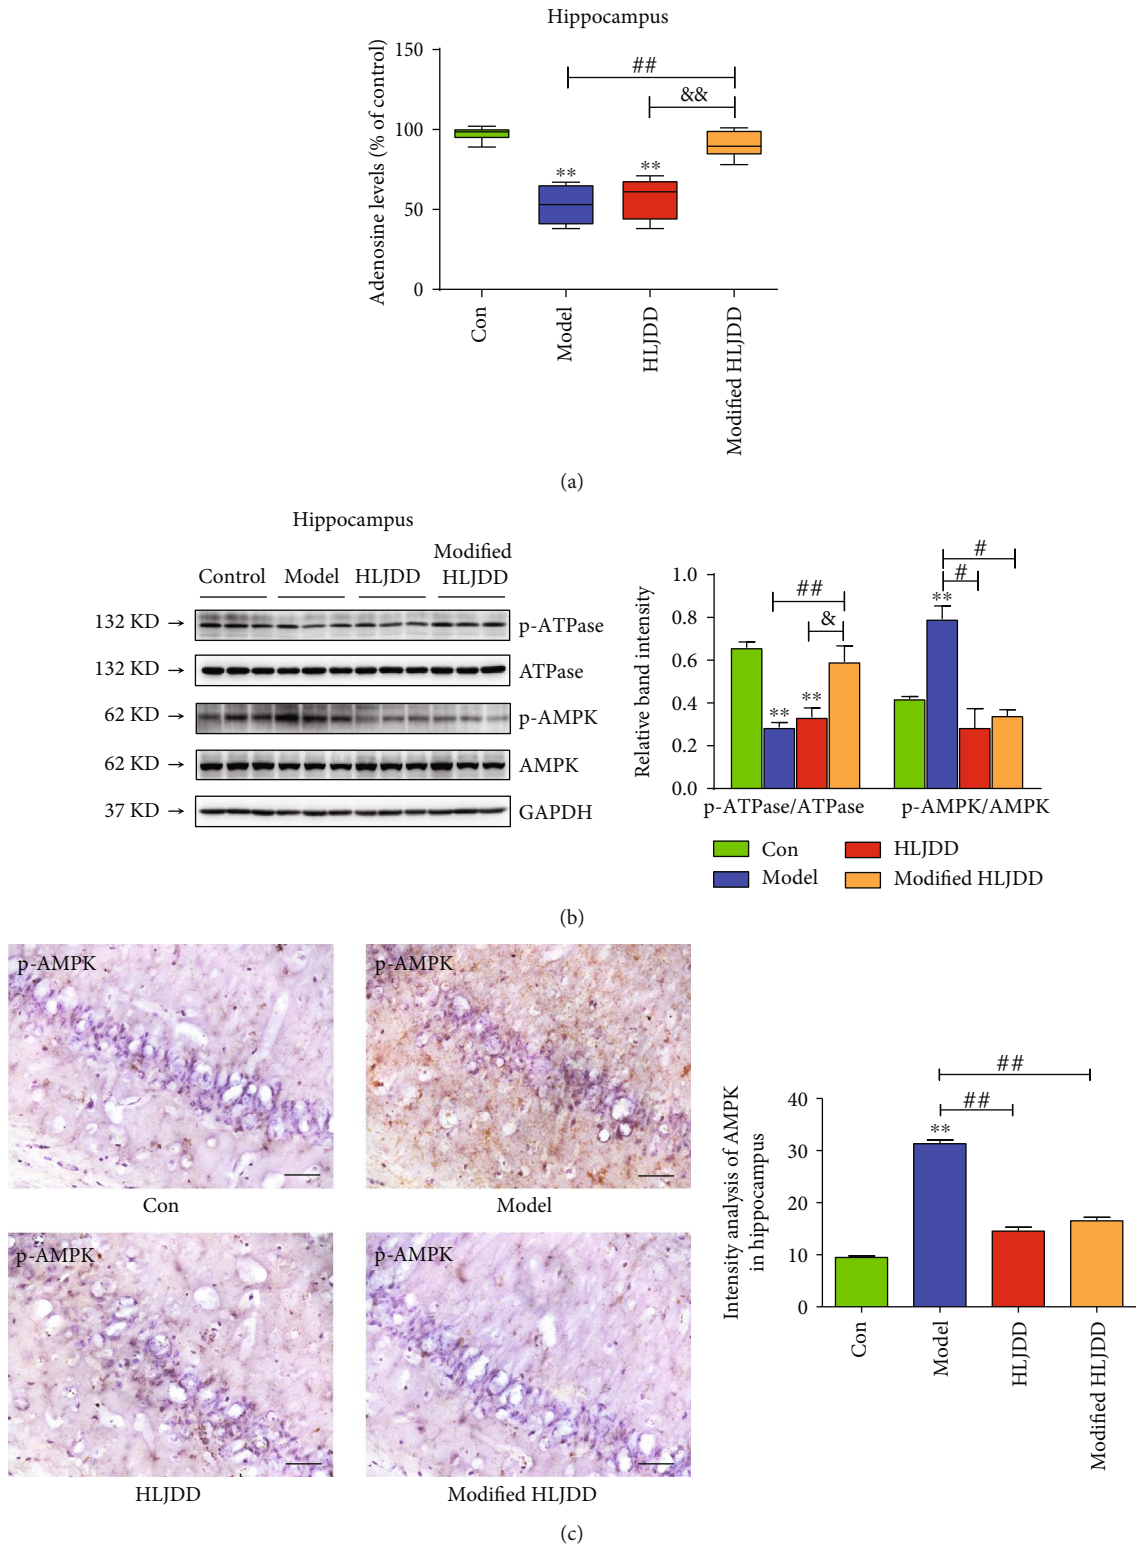 Hippocampus
Adenosine levels (% of control)
150
100
50
0
##
&&
**
**
Con
Model
HLJDD
Modified HLJDD
(a)
Hippocampus
Control
Model
HLJDD
Modified
HLJDD
132 KD →
p-ATPase
132 KD →
ATPase
62 KD →
p-AMPK
62 KD →
AMPK
37 KD →
GAPDH
Relative band intensity
1.0
0.8
0.6
0.4
0.2
0.0
##
&
**
**
#
#
**
p-ATPase/ATPase
p-AMPK/AMPK
Con
HLJDD
Model
Modified HLJDD
(b)
p-AMPK
Con
p-AMPK
Model
p-AMPK
HLJDD
p-AMPK
Modified HLJDD
Intensity analysis of AMPK
in hippocampus
40
30
20
10
0
##
##
**
Con
Model
HLJDD
Modified HLJDD
(c)